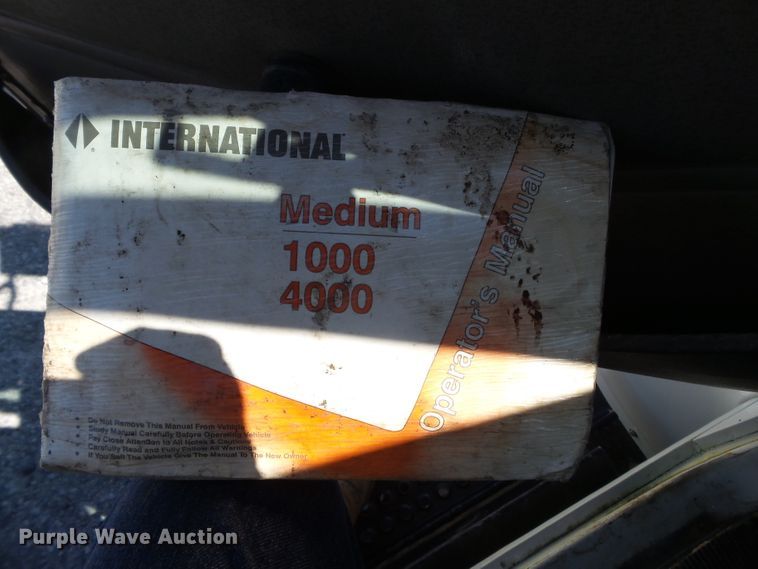 INTERNATIONAL
Medium
1000
4000
Operator's Manual
Do Not Remove This Manual From Vehicle
Study Manual Carefully Before Operating Vehicle
Pay Close Attention to All Notes & Cautions
Carefully Read and Fully Follow All Warnings
If You Sell The Vehicle Give The Manual To The New Owner
Purple Wave Auction